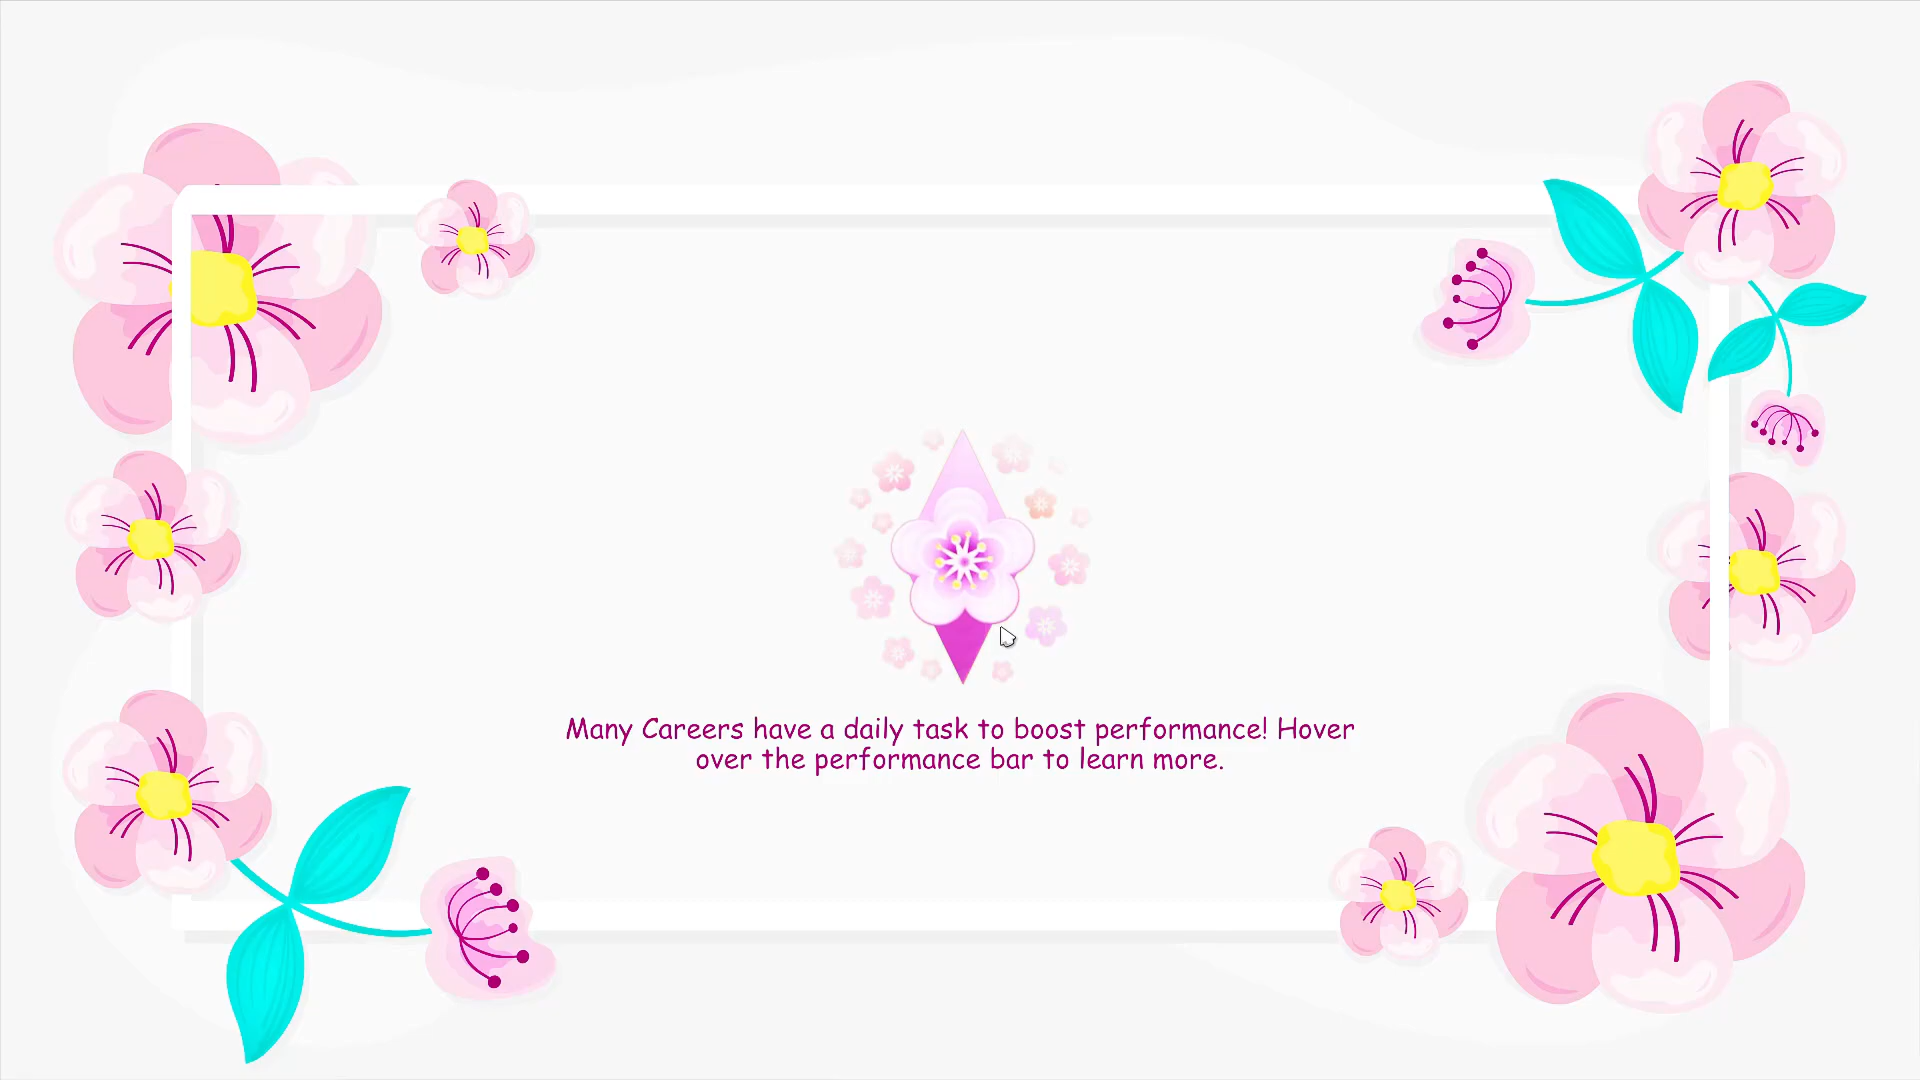 Many Careers have a daily task to boost performance! Hover
over the performance bar to learn more.